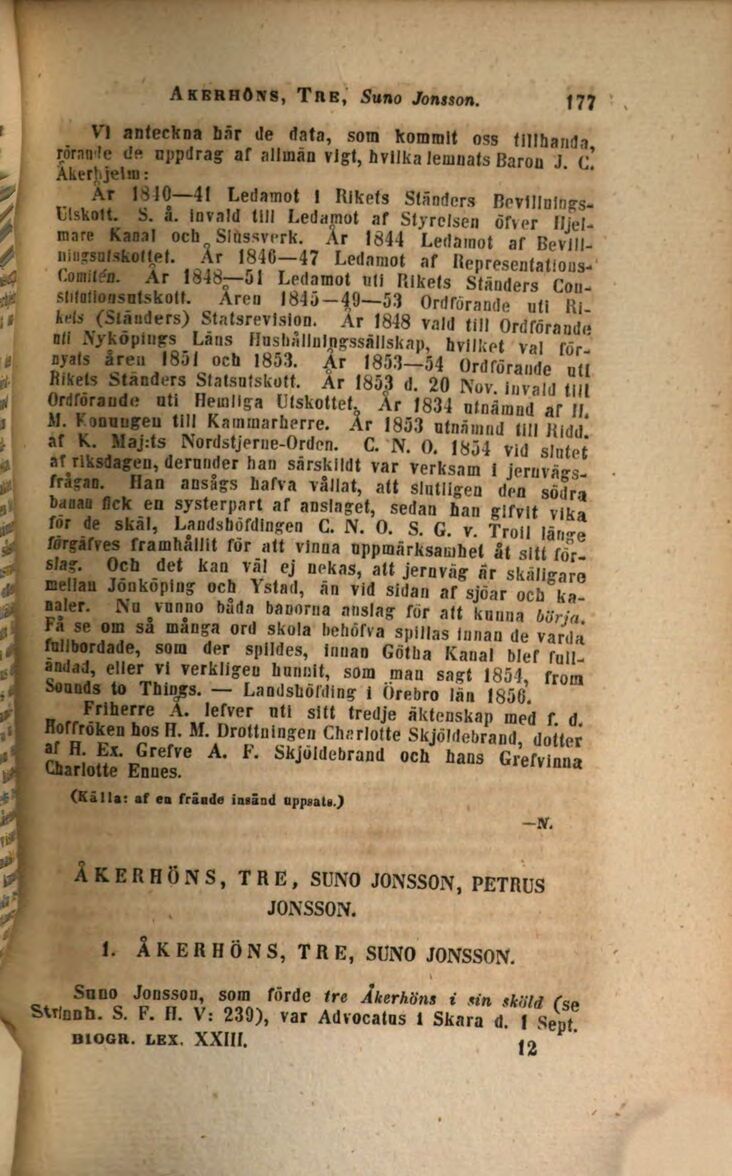 ÅKERHÖNS, TRE, Suno Jonsson. 177
Vi anteckna här de data, som kommit oss tillhanda,
rörande de uppdrag af allmän vigt, hvilka lemnats Baron J. C.
Åkerhjelm:
År 1840—41 Ledamot i Rikets Ständers Bevillnings-
Utskott. S. å. invald till Ledamot af Styrelsen öfver Hjel-
mare Kanal och Slussverk. År 1844 Ledamot af Bevill-
ningsutskottet. År 1846—47 Ledamot af Representations-
Comitén. År 1848—51 Ledamot uti Rikets Ständers Con-
stitutionsutskott. Åren 1845—49—53 Ordförande uti Ri-
kets (Ständers) Statsrevision. År 1848 vald till Ordförande
uti Nyköpings Läns Hushållningssällskap, hvilket val för-
nyats åren 1851 och 1853. År 1853—54 Ordförande uti
Rikets Ständers Statsutskott. År 1853 d. 20 Nov. invald till
Ordförande uti Hemliga Utskottet. År 1834 utnämnd af H.
M. Konungen till Kammarherre. År 1853 utnämnd till Ridd.
af K. Maj:ts Nordstjerne-Orden. C. N. O. 1854 vid slutet
af riksdagen, derunder han särskildt var verksam i jernvägs-
frågan. Han ansågs hafva vållat, att slutligen den södra
banan fick en systerpart af anslaget, sedan han gifvit vika
för de skäl, Landshöfdingen C. N. O. S. G. v. Troil länge
förgäfves framhållit för att vinna uppmärksamhet åt sitt för-
slag. Och det kan väl ej nekas, att jernväg är skäligare
mellan Jönköping och Ystad, än vid sidan af sjöar och ka-
naler. Nu vunno båda banorna anslag för att kunna börja.
Få se om så många ord skola behöfva spillas innan de varda
fullbordade, som der spildes, innan Götha Kanal blef full-
ändad, eller vi verkligen hunnit, som man sagt 1854, from
Sounds to Things. — Landshöfding i Örebro län 1856.
Friherre Å. lefver uti sitt tredje äktenskap med f. d.
Hoffröken hos H. M. Drottningen Charlotte Skjöldebrand, dotter
af H. Ex. Grefve A. F. Skjöldebrand och hans Grefvinna
Charlotte Ennes.
(Källa: af en frände insänd uppsats.)
—N.
ÅKERHÖNS, TRE, SUNO JONSSON, PETRUS
JONSSON.
1. ÅKERHÖNS, TRE, SUNO JONSSON.
Suno Jonsson, som förde tre Åkerhöns i sin sköld (se
Strinnh. S. F. H. V: 239), var Advocatus i Skara d. 1 Sept.
BIOGR. LEX. XXIII. 12